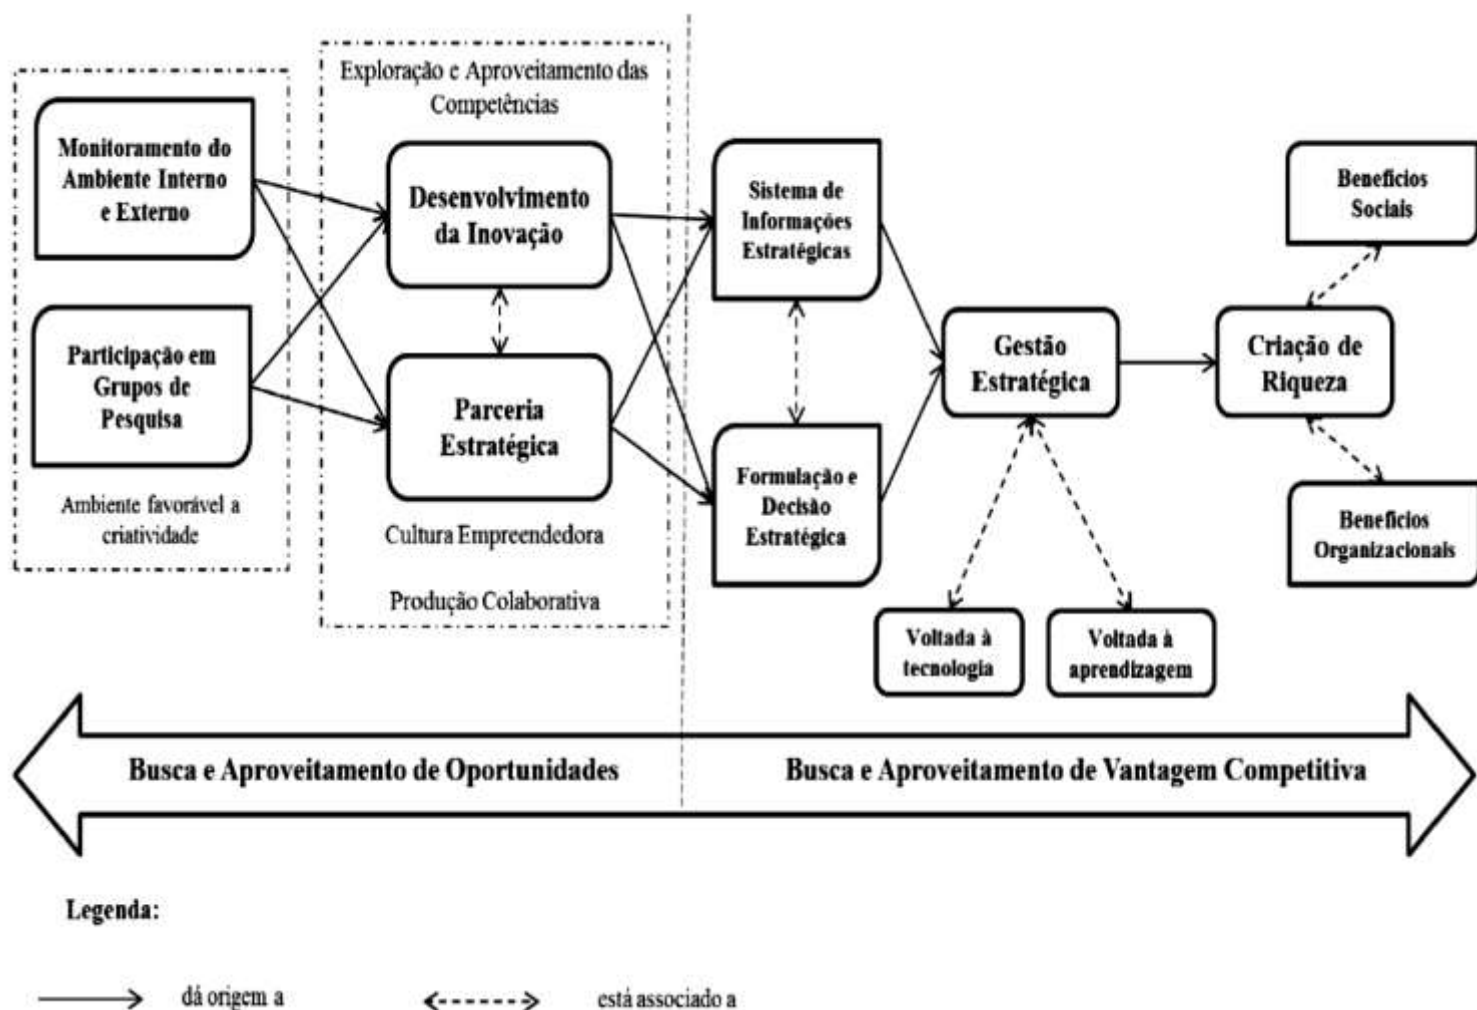 Monitoramento do
Ambiente Interno
e Externo
Participação em
Grupos de
Pesquisa
Ambiente favorável a
criatividade
Exploração e Aproveitamento das
Competências
Desenvolvimento
da Inovação
Parceria
Estratégica
Cultura Empreendedora
Produção Colaborativa
Sistema de
Informações
Estratégicas
Formulação e
Decisão
Estratégica
Gestão
Estratégica
Voltada à
tecnologia
Voltada à
aprendizagem
Criação de
Riqueza
Benefícios
Sociais
Benefícios
Organizacionais
Busca e Aproveitamento de Oportunidades
Busca e Aproveitamento de Vantagem Competitiva
Legenda:
dá origem a
está associado a